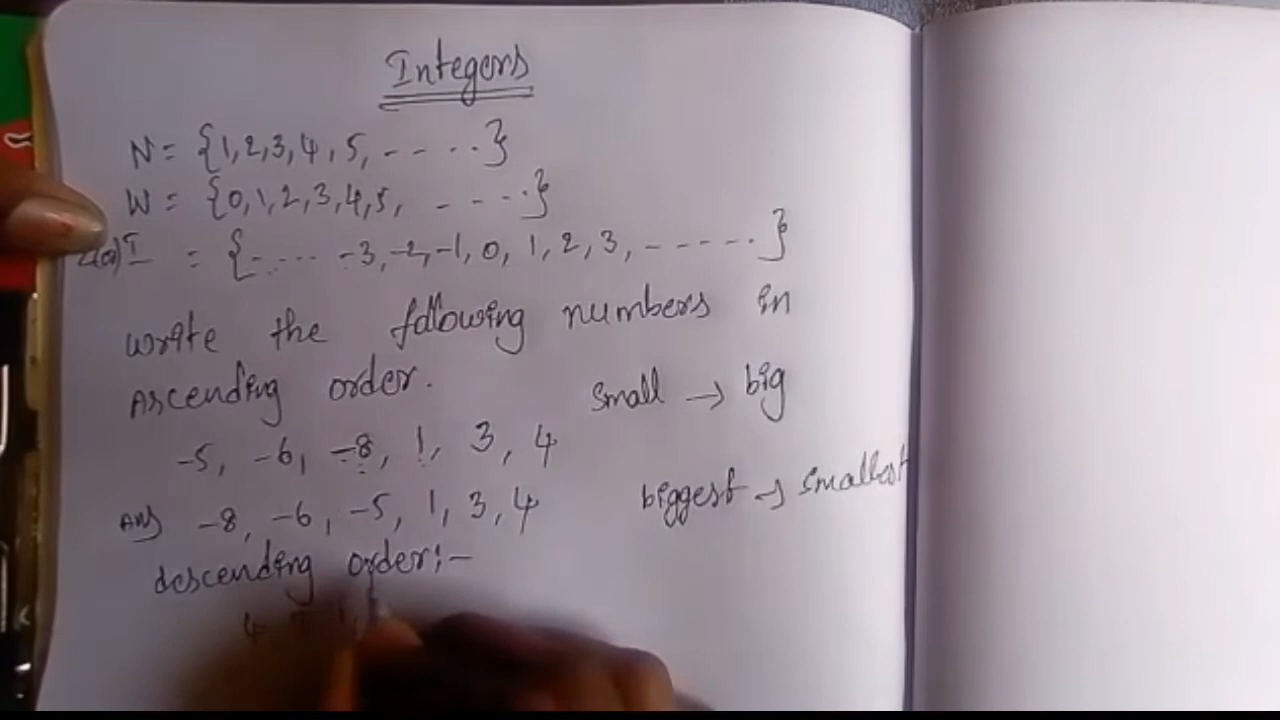 Integers
N = {1,2,3,4,5, - - - . . }
W = {0,1,2,3,4,5, - - - - . }
I = {- . . . . -3, -2, -1, 0, 1, 2, 3, - - - - - . . }
write the following numbers in
Ascending order.
small → big
-5, -6, -8, 1, 3, 4
Ans -8, -6, -5, 1, 3, 4
biggest → smallest
descending order:-
4